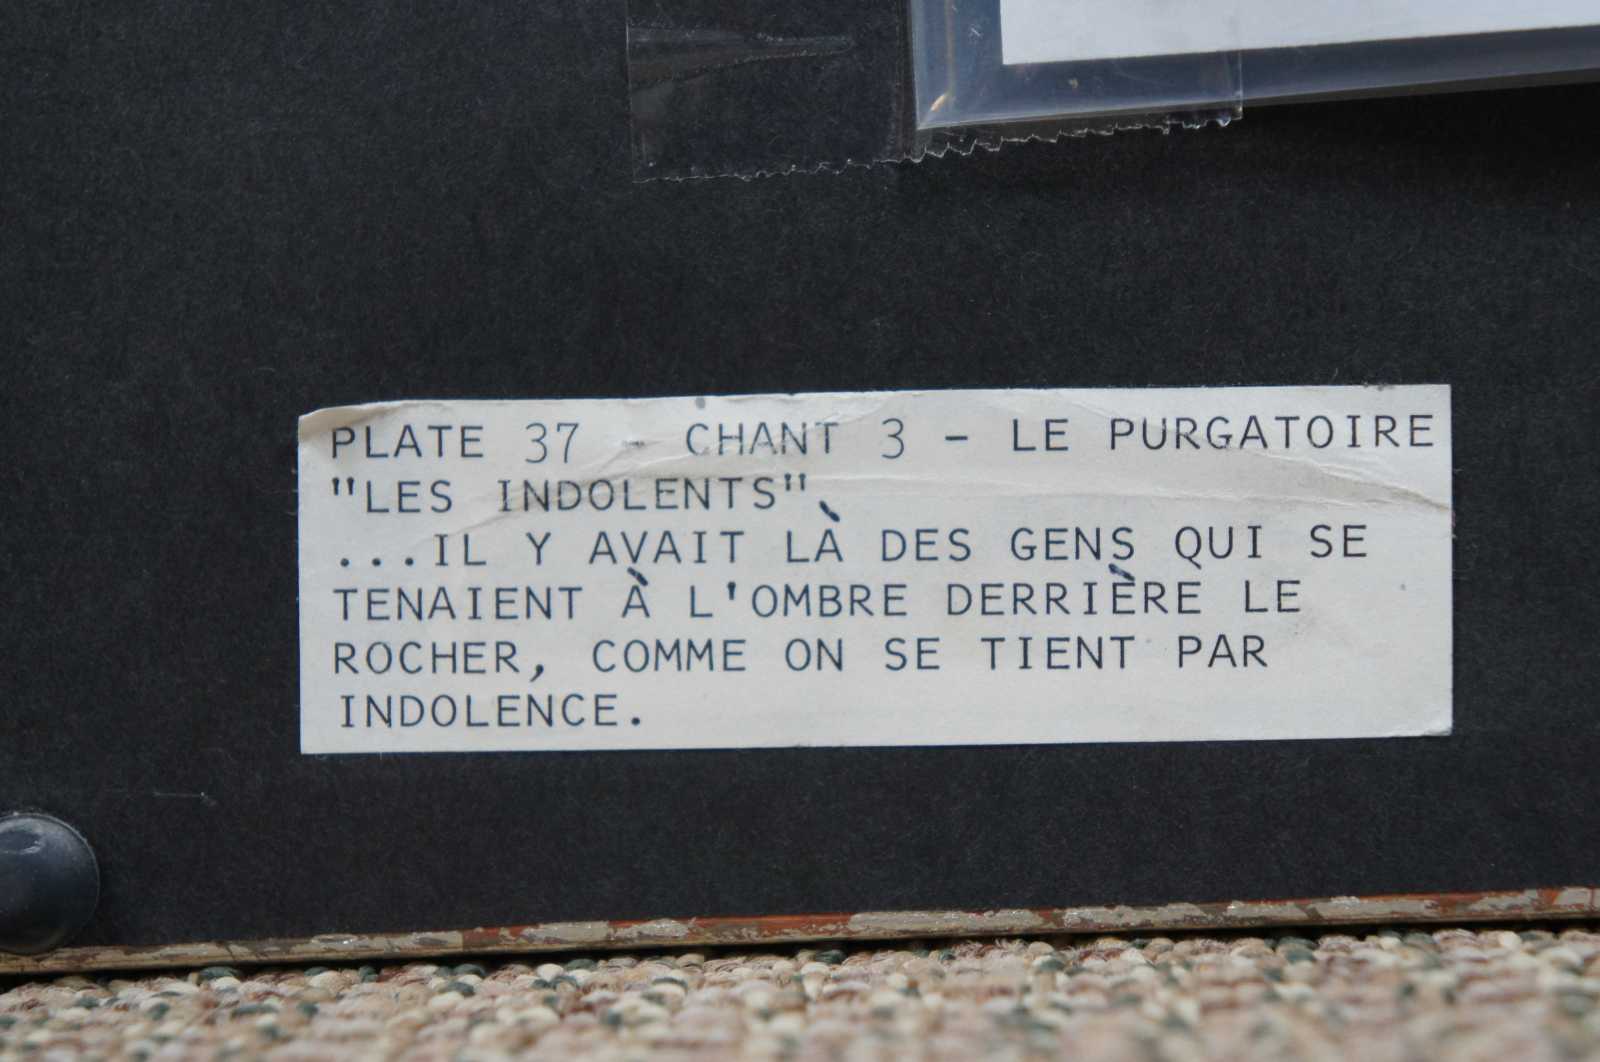 PLATE 37 - CHANT 3 - LE PURGATOIRE
"LES INDOLENTS"
...IL Y AVAIT LÀ DES GENS QUI SE
TENAIENT À L'OMBRE DERRIÈRE LE
ROCHER, COMME ON SE TIENT PAR
INDOLENCE.